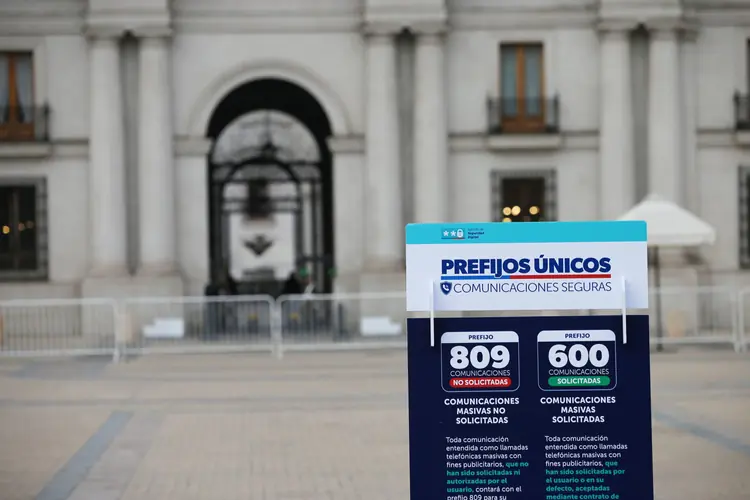 PREFIJOS ÚNICOS
COMUNICACIONES SEGURAS
PREFIJO
809
COMUNICACIONES
NO SOLICITADAS
COMUNICACIONES
MASIVAS NO
SOLICITADAS
Toda comunicación
entendida como llamadas
telefónicas masivas con
fines publicitarios, que no
han sido solicitadas ni
autorizadas por el
usuario, contará con el
prefijo 809 para su
PREFIJO
600
COMUNICACIONES
SOLICITADAS
COMUNICACIONES
MASIVAS
SOLICITADAS
Toda comunicación
entendida como llamadas
telefónicas masivas con
fines publicitarios, que
han sido solicitadas por
el usuario o en su
defecto, aceptadas
mediante contrato de